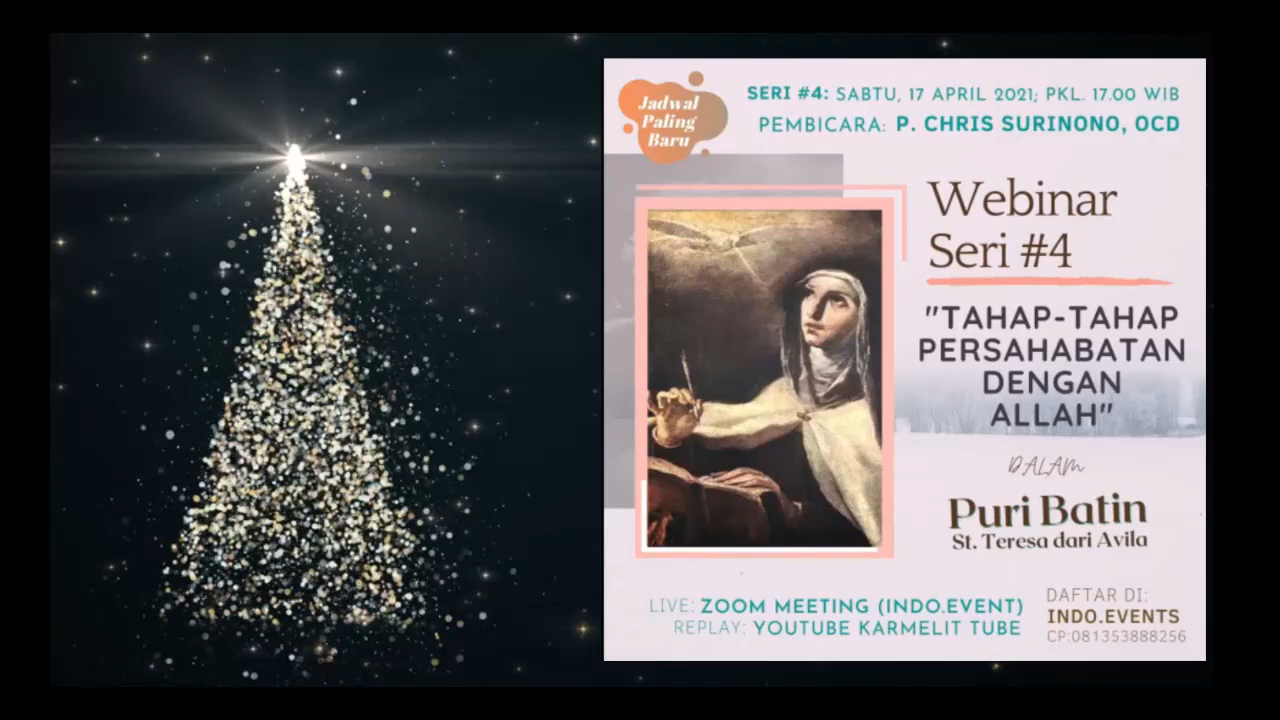 Jadwal
Paling
Baru
SERI #4: SABTU, 17 APRIL 2021; PKL. 17.00 WIB
PEMBICARA: P. CHRIS SURINONO, OCD
Webinar
Seri #4
"TAHAP-TAHAP
PERSAHABATAN
DENGAN
ALLAH"
DALAM
Puri Batin
St. Teresa dari Avila
LIVE: ZOOM MEETING (INDO.EVENT)
REPLAY: YOUTUBE KARMELIT TUBE
DAFTAR DI:
INDO.EVENTS
CP:081353888256